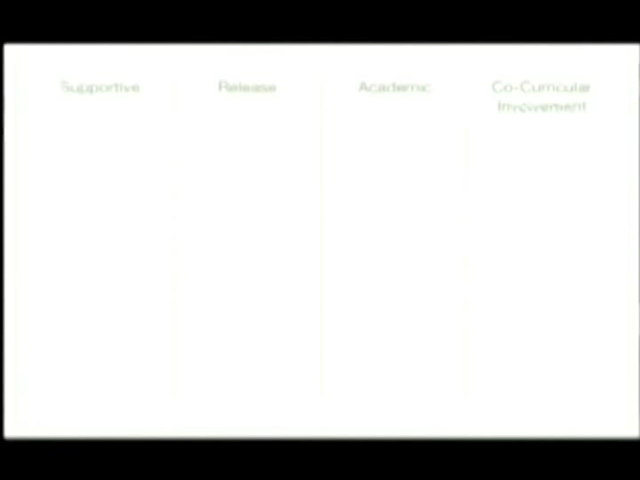 Supportive
Release
Academic
Co-Curricular
Involvement